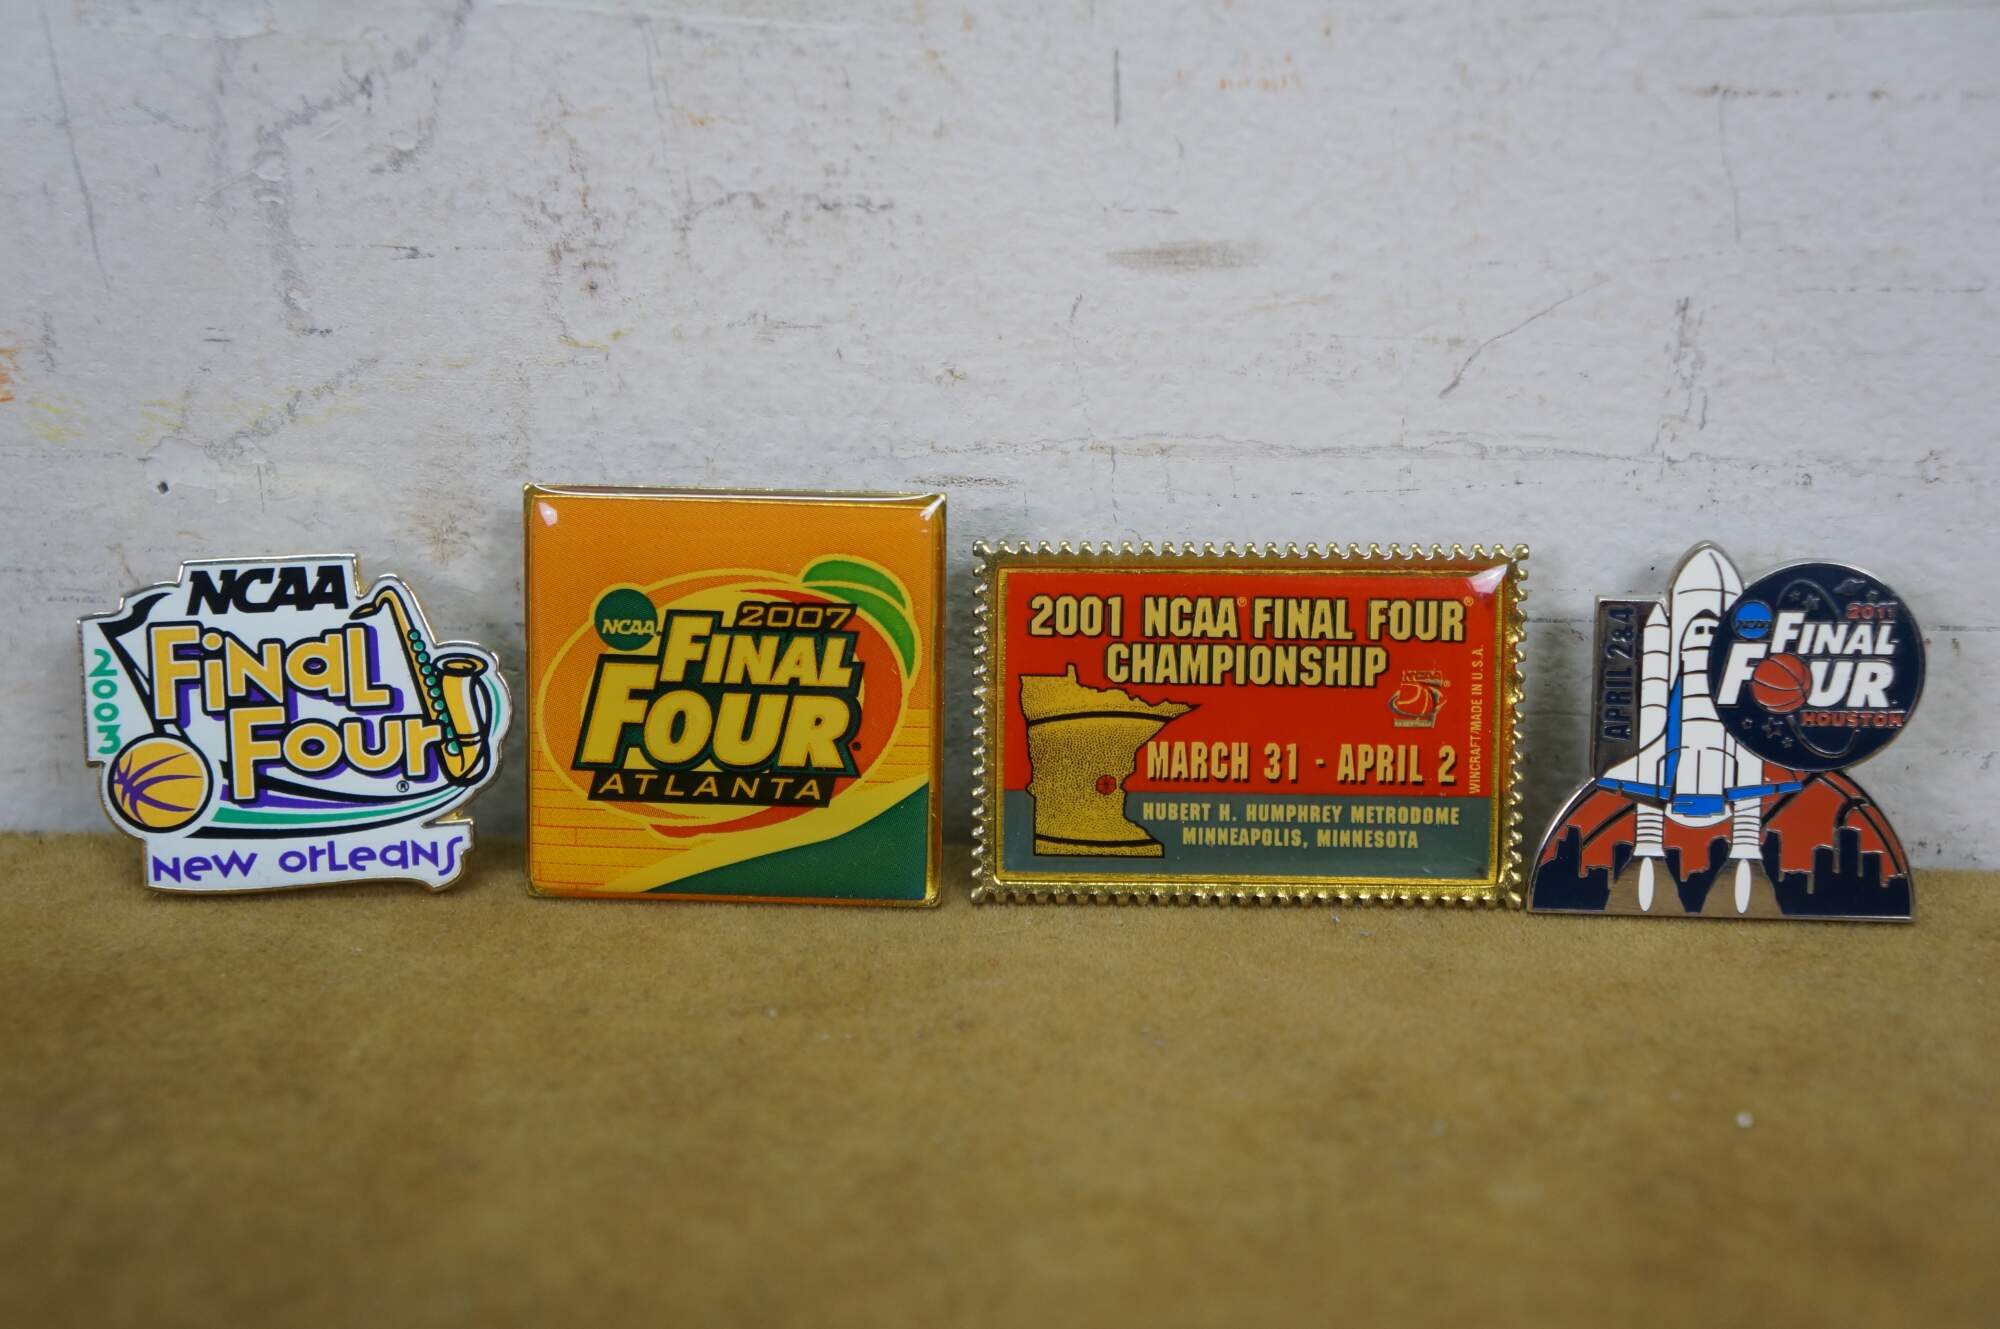 NCAA
2003
Final
Four
®
New Orleans
NCAA
2007
Final
Four
Atlanta
2001 NCAA® FINAL FOUR®
CHAMPIONSHIP
MARCH 31 - APRIL 2
HUBERT H. HUMPHREY METRODOME
MINNEAPOLIS, MINNESOTA
WINCRAFT/MADE IN U.S.A.
APRIL 2&4
NCAA
2011
FINAL
FOUR
HOUSTON